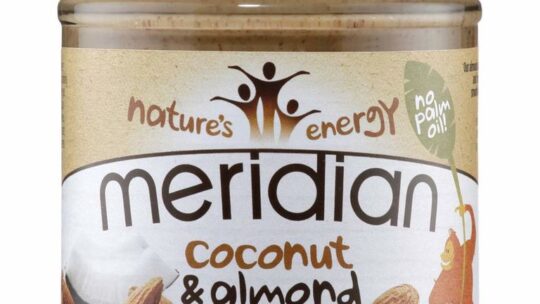 nature's energy
no
palm
oil!
meridian
coconut
& almond